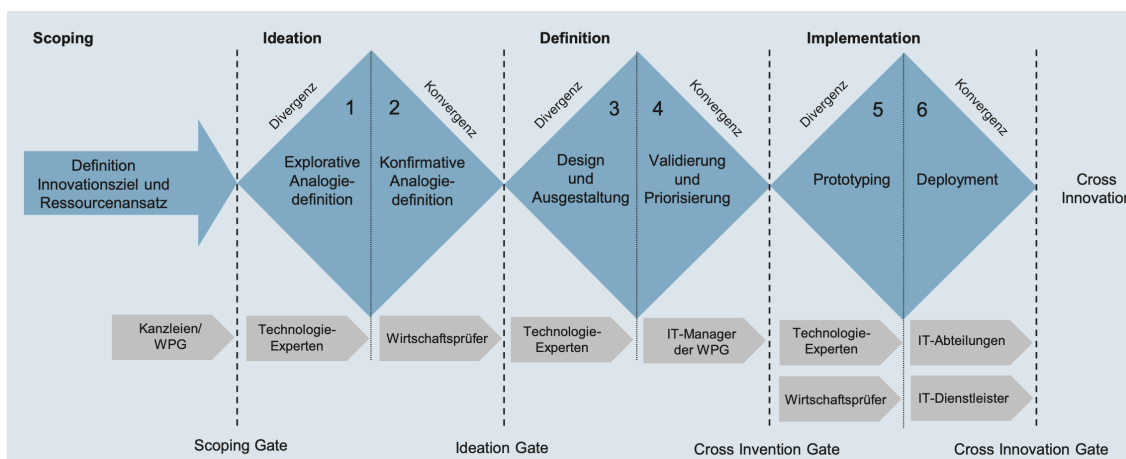 Scoping
Ideation
Definition
Implementation
Divergenz
1
2
Konvergenz
Divergenz
3
4
Konvergenz
Divergenz
5
6
Konvergenz
Definition
Innovationsziel und
Ressourcenansatz
Explorative
Analogie-
definition
Konfirmative
Analogie-
definition
Design
und
Ausgestaltung
Validierung
und
Priorisierung
Prototyping
Deployment
Cross
Innovation
Kanzleien/
WPG
Technologie-
Experten
Wirtschaftsprüfer
Technologie-
Experten
IT-Manager
der WPG
Technologie-
Experten
IT-Abteilungen
Wirtschaftsprüfer
IT-Dienstleister
Scoping Gate
Ideation Gate
Cross Invention Gate
Cross Innovation Gate